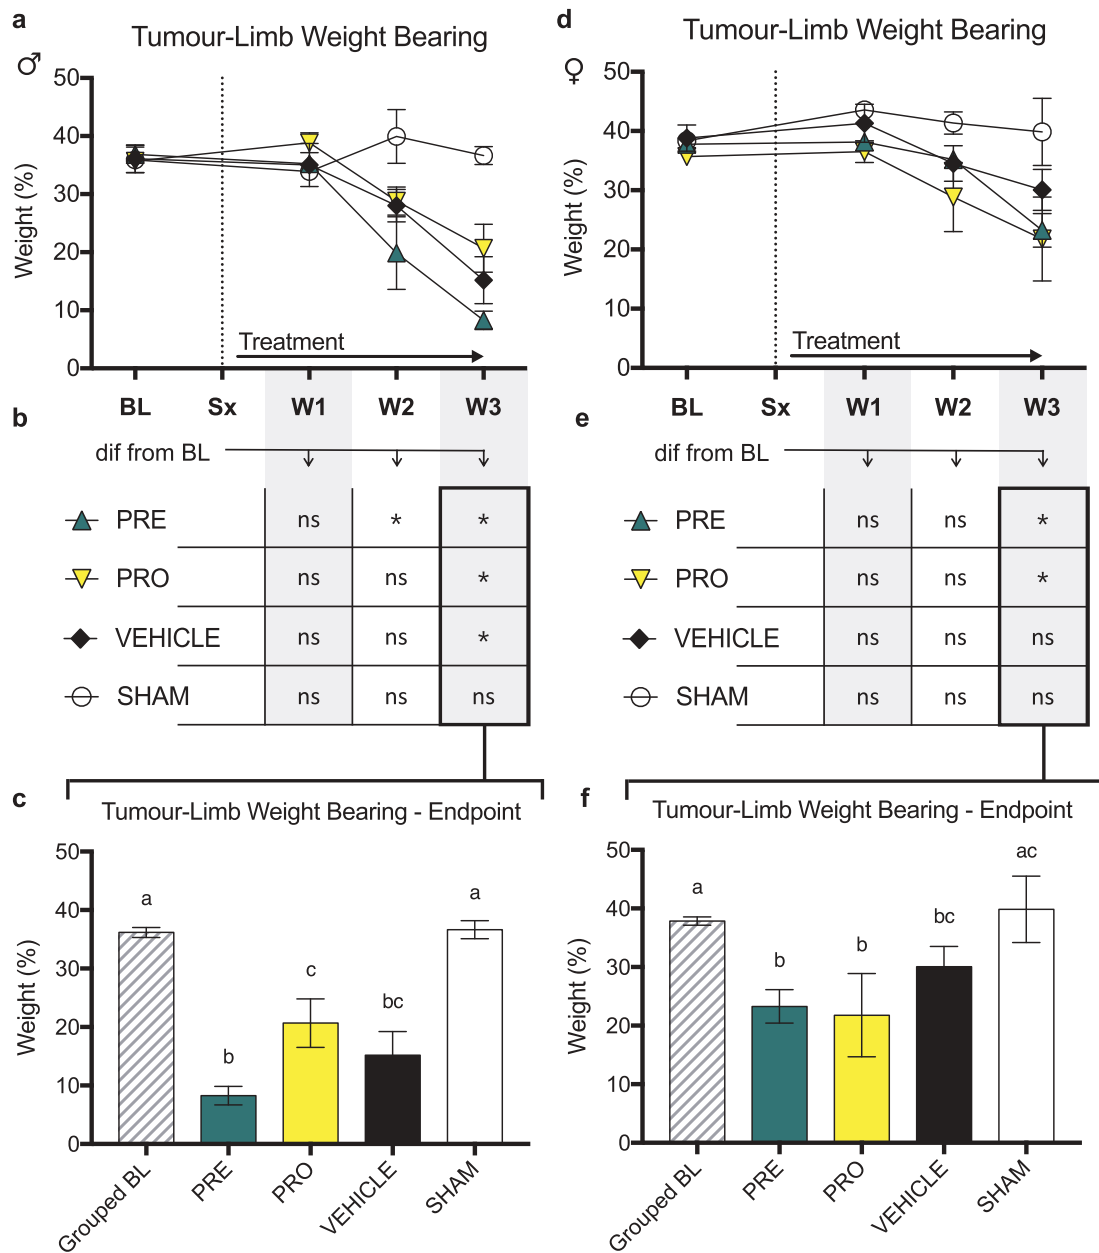 a
Tumour-Limb Weight Bearing
♂
50
40
30
20
10
0
Weight (%)
Treatment
BL Sx W1 W2 W3
b
dif from BL
PRE ns * *
PRO ns ns *
VEHICLE ns ns *
SHAM ns ns ns
c
Tumour-Limb Weight Bearing - Endpoint
50
40
30
20
10
0
Weight (%)
a b c bc a
Grouped BL PRE PRO VEHICLE SHAM
d
Tumour-Limb Weight Bearing
♀
50
40
30
20
10
0
Weight (%)
Treatment
BL Sx W1 W2 W3
e
dif from BL
PRE ns ns *
PRO ns ns *
VEHICLE ns ns ns
SHAM ns ns ns
f
Tumour-Limb Weight Bearing - Endpoint
50
40
30
20
10
0
Weight (%)
a b b bc ac
Grouped BL PRE PRO VEHICLE SHAM